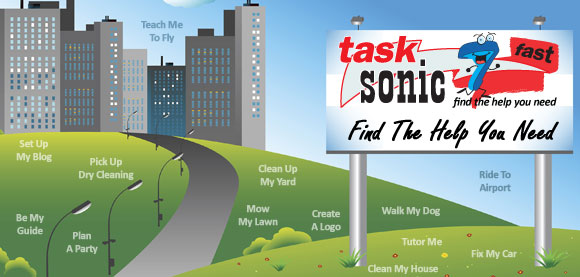 Teach Me
To Fly
task
sonic
fast
find the help you need
Find The Help You Need
Set Up
My Blog
Pick Up
Dry Cleaning
Clean Up
My Yard
Ride To
Airport
Be My
Guide
Plan
A Party
Mow
My Lawn
Create
A Logo
Walk My Dog
Tutor Me
Fix My Car
Clean My House